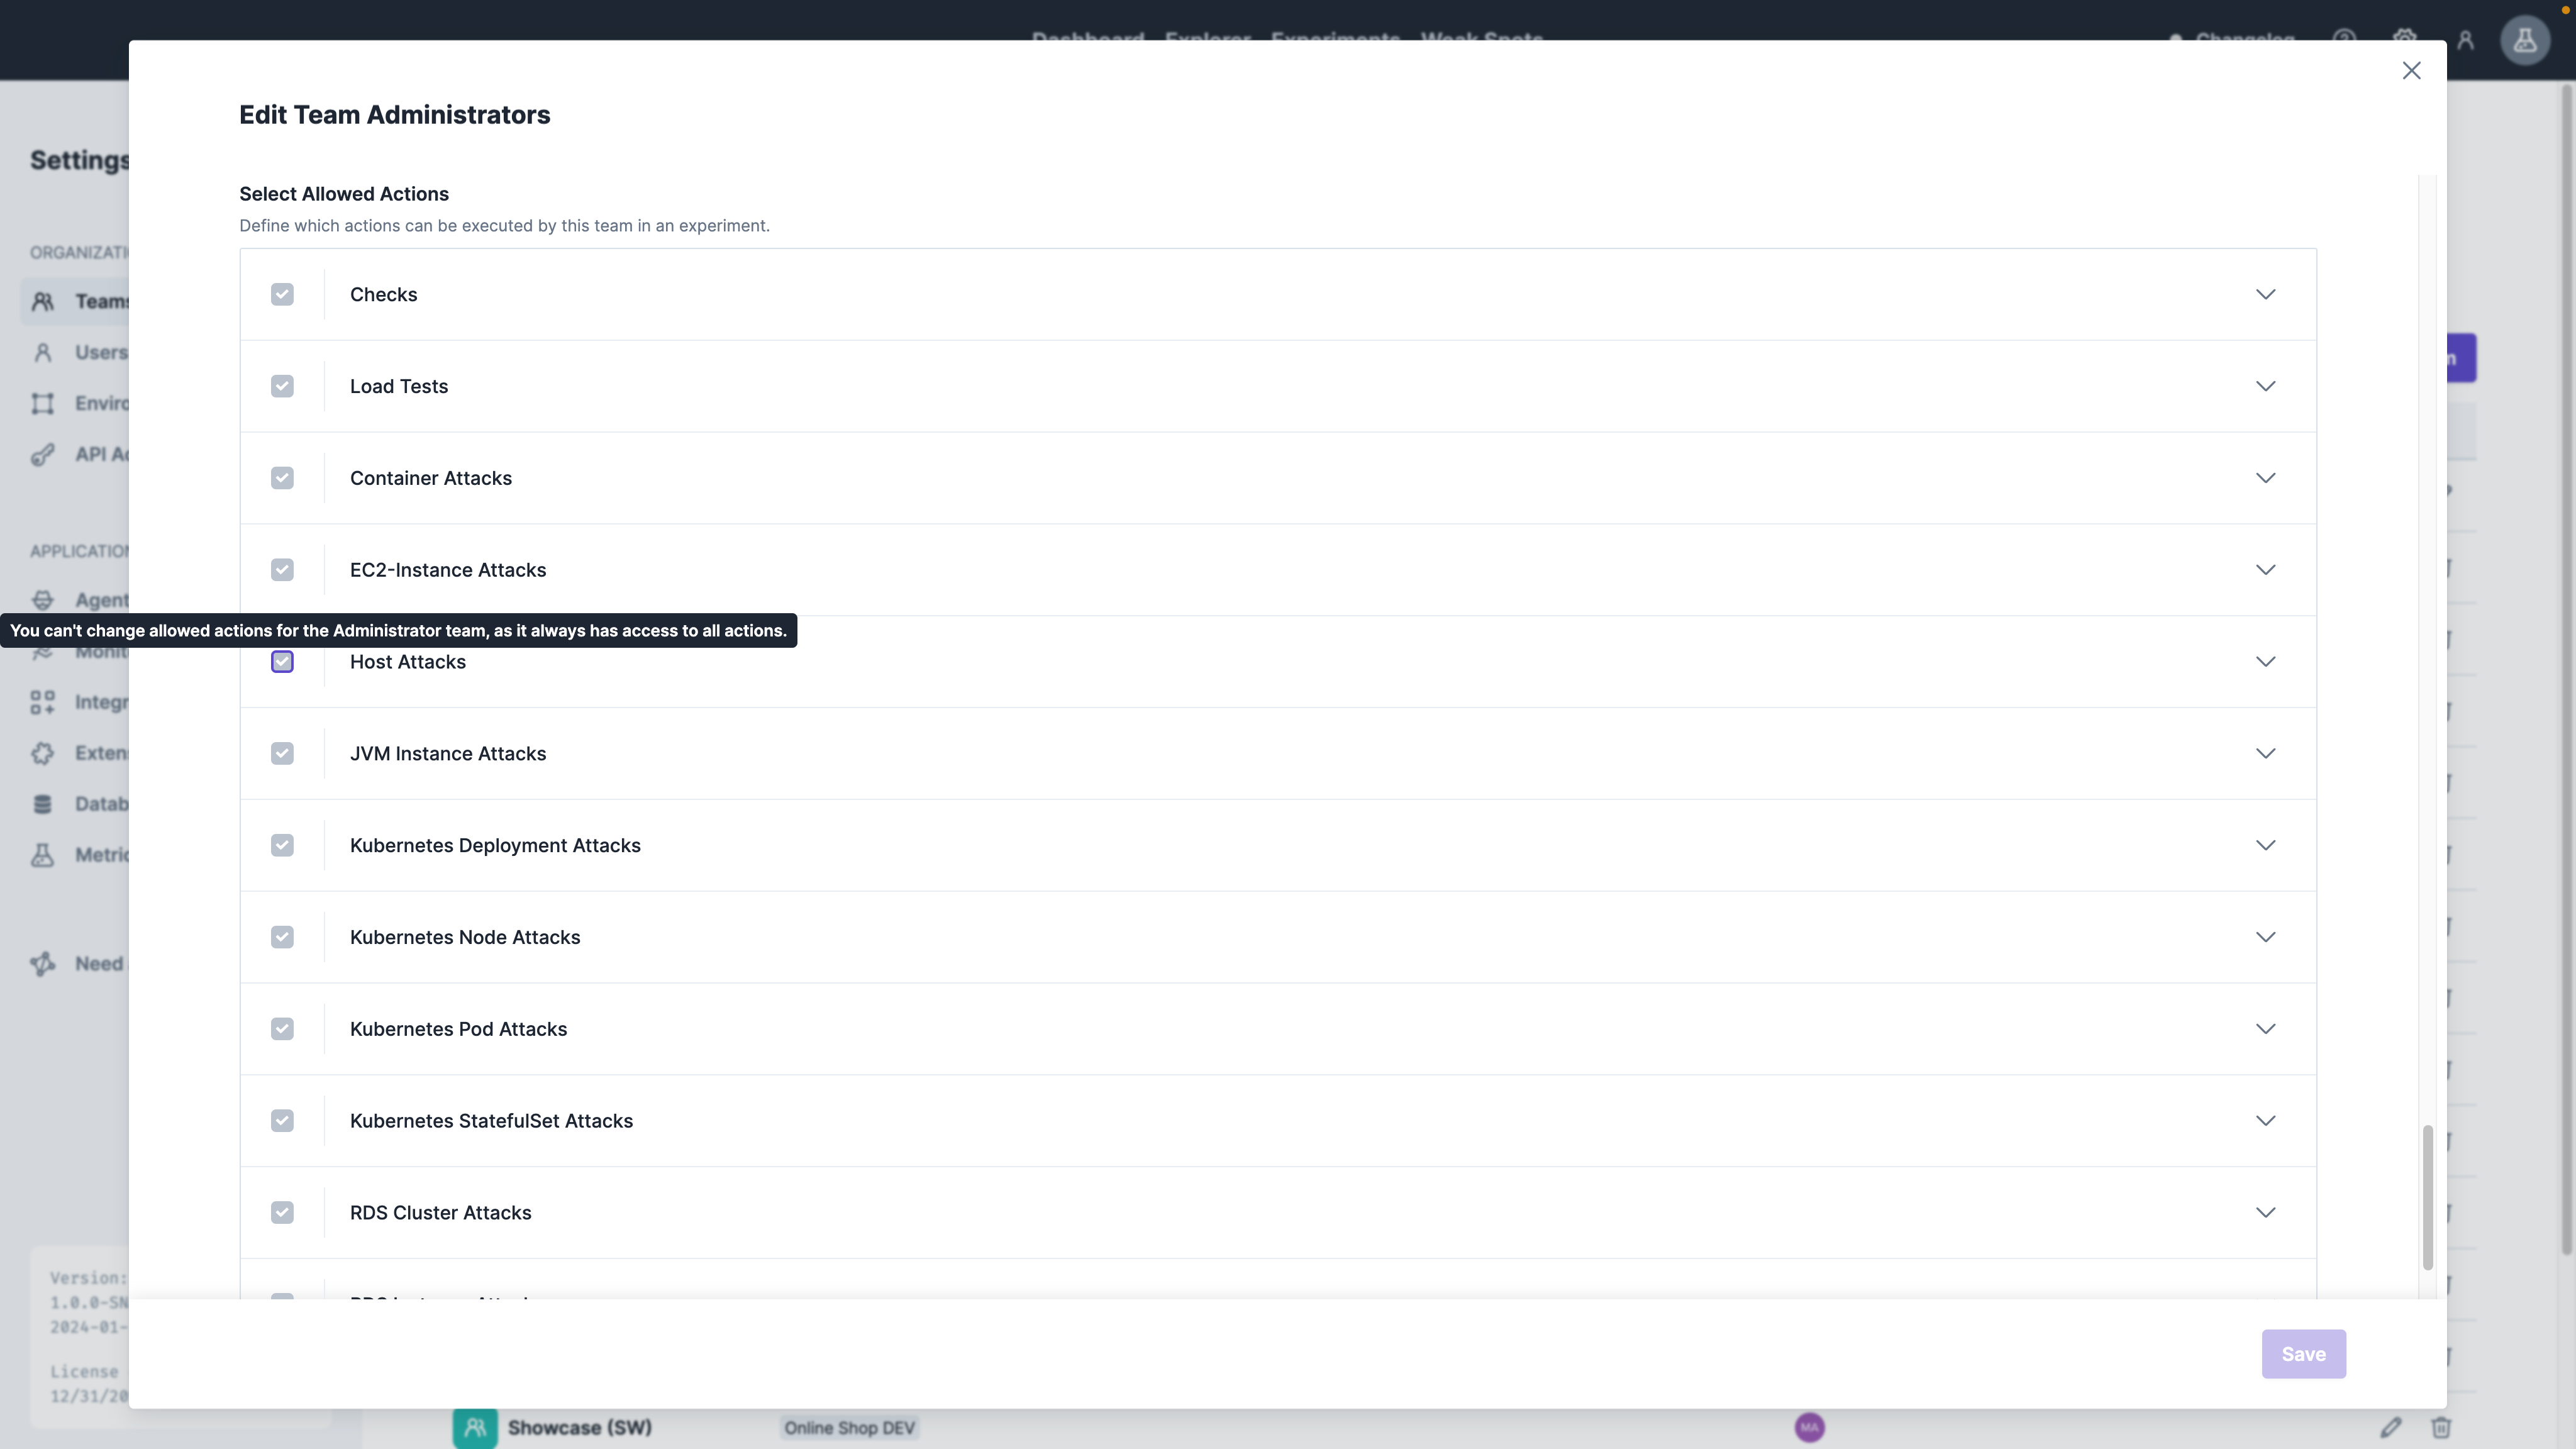 Dashboard Explorer Experiments Weak Spots
Changelog
Edit Team Administrators
Settings
Select Allowed Actions
Define which actions can be executed by this team in an experiment.
ORGANIZATI
Teams
Users
Enviro
API Ac
APPLICATION
Agent
Monit
Integr
Exten
Datab
Metric
Need
Checks
Load Tests
Container Attacks
EC2-Instance Attacks
You can't change allowed actions for the Administrator team, as it always has access to all actions.
Host Attacks
JVM Instance Attacks
Kubernetes Deployment Attacks
Kubernetes Node Attacks
Kubernetes Pod Attacks
Kubernetes StatefulSet Attacks
RDS Cluster Attacks
Version:
1.0.0-SN
2024-01-
License
12/31/20
Save
Showcase (SW)
Online Shop DEV
MA